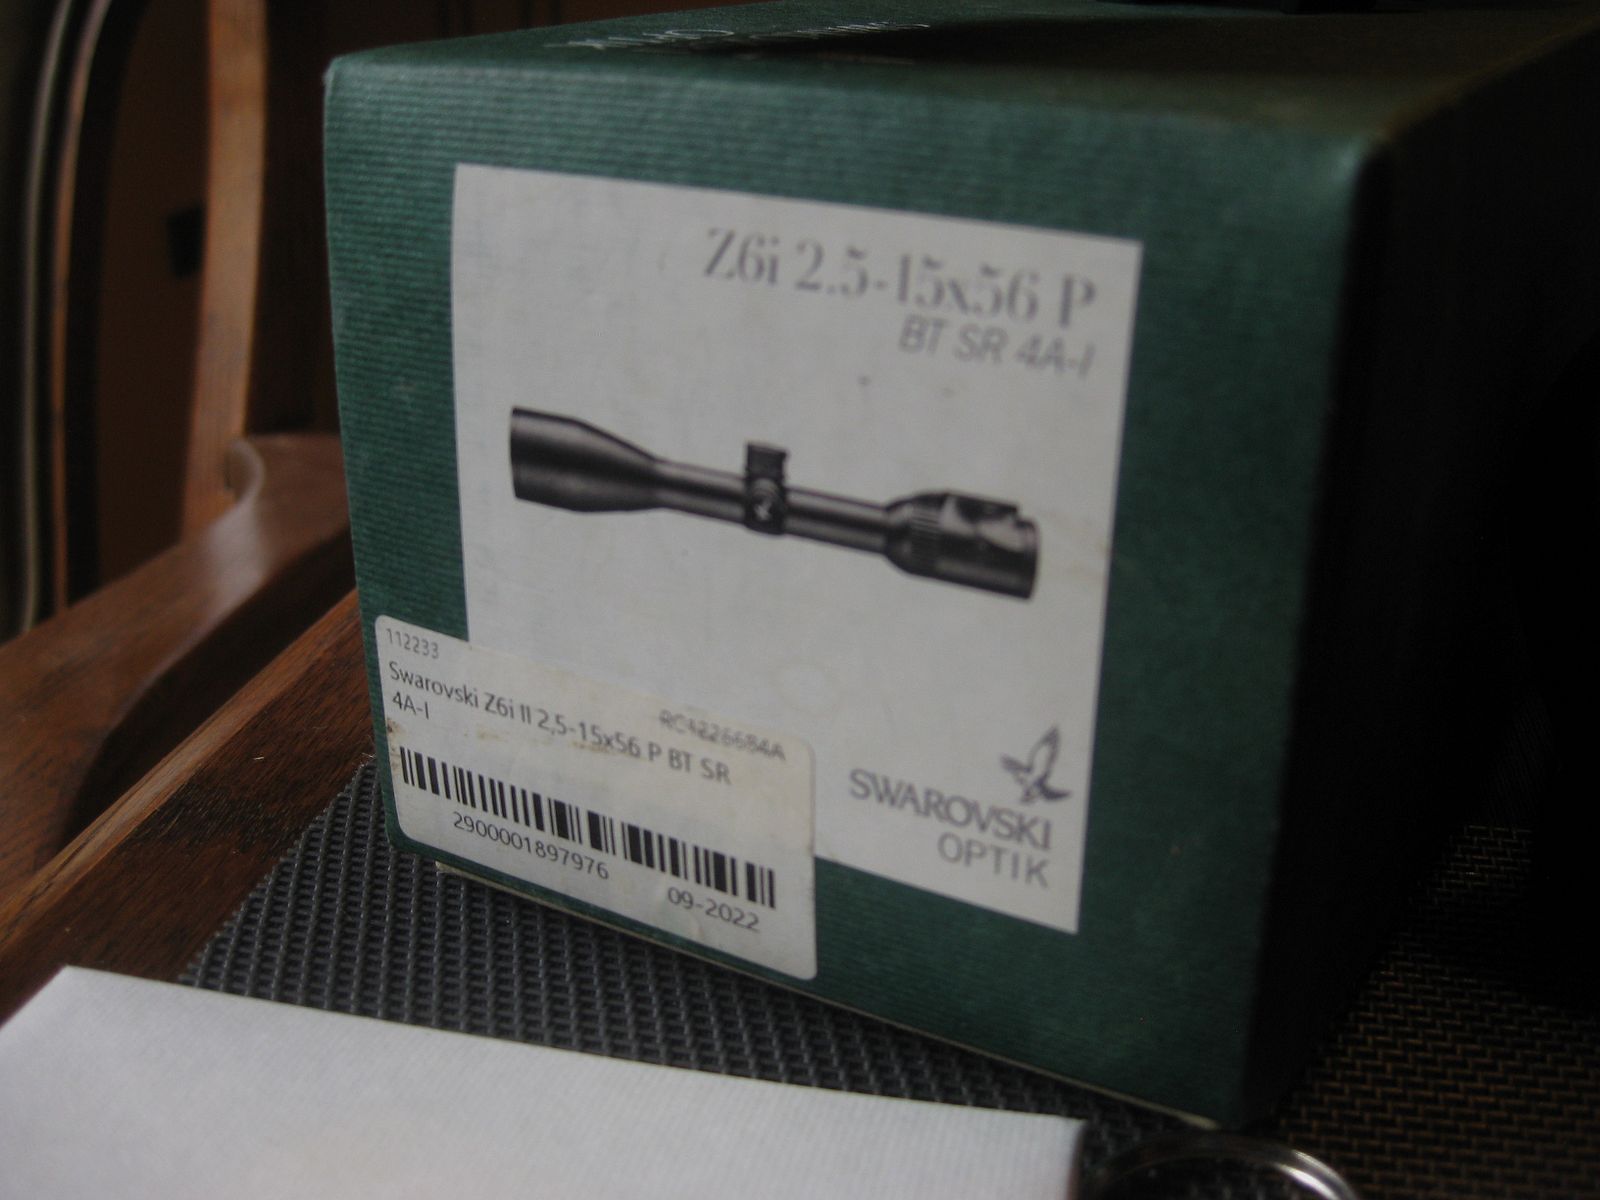 Z6i 2.5-15x56 P
BT SR 4A-I
SWAROVSKI
OPTIK
112233
RC4226684A
Swarovski Z6i II 2,5-15x56 P BT SR
4A-I
2900001897976
09-2022